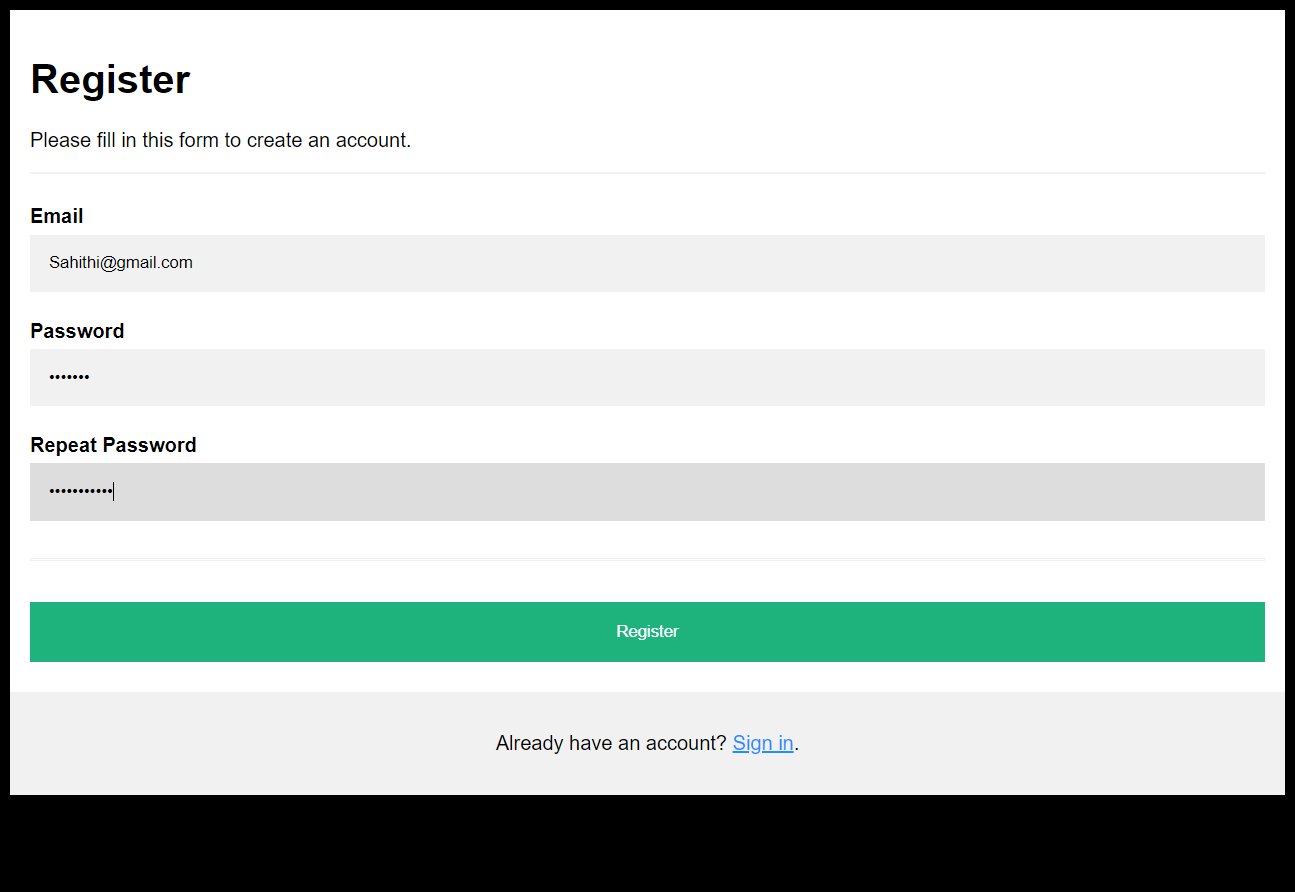 Register
Please fill in this form to create an account.
Email
Sahithi@gmail.com
Password
•••••••
Repeat Password
•••••••••••
Register
Already have an account? Sign in.